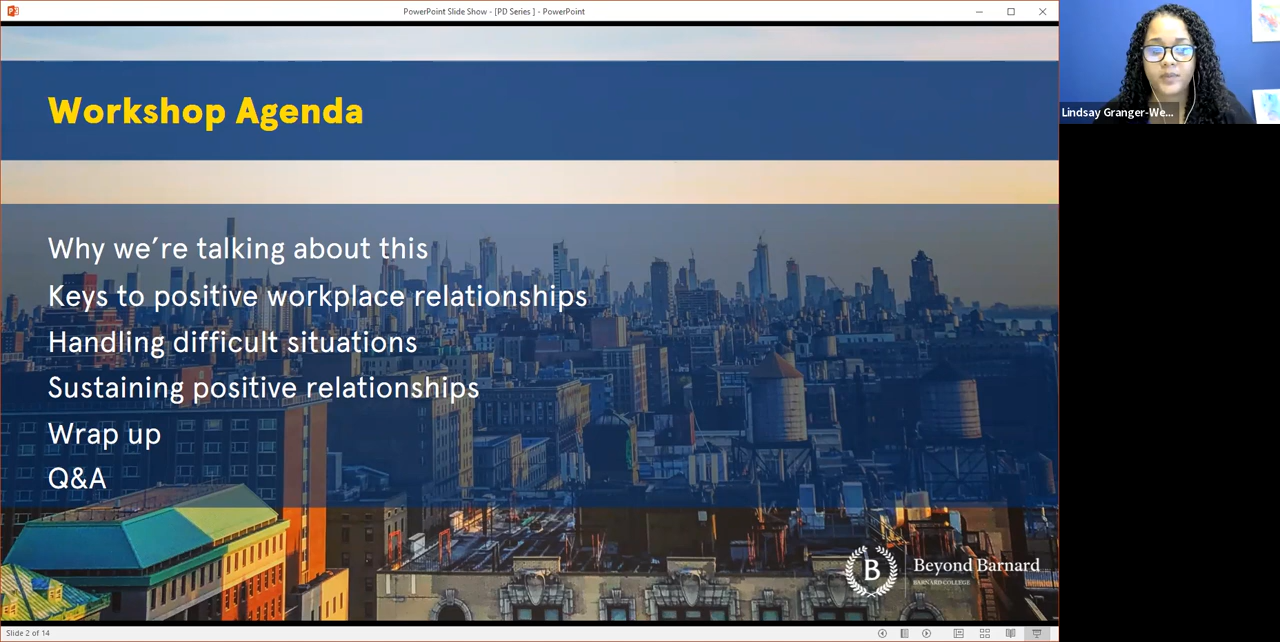 PowerPoint Slide Show - [PD Series ] - PowerPoint
Workshop Agenda
Lindsay Granger-We...
Why we're talking about this
Keys to positive workplace relationships
Handling difficult situations
Sustaining positive relationships
Wrap up
Q&A
B
Beyond Barnard
BARNARD COLLEGE
Slide 2 of 14